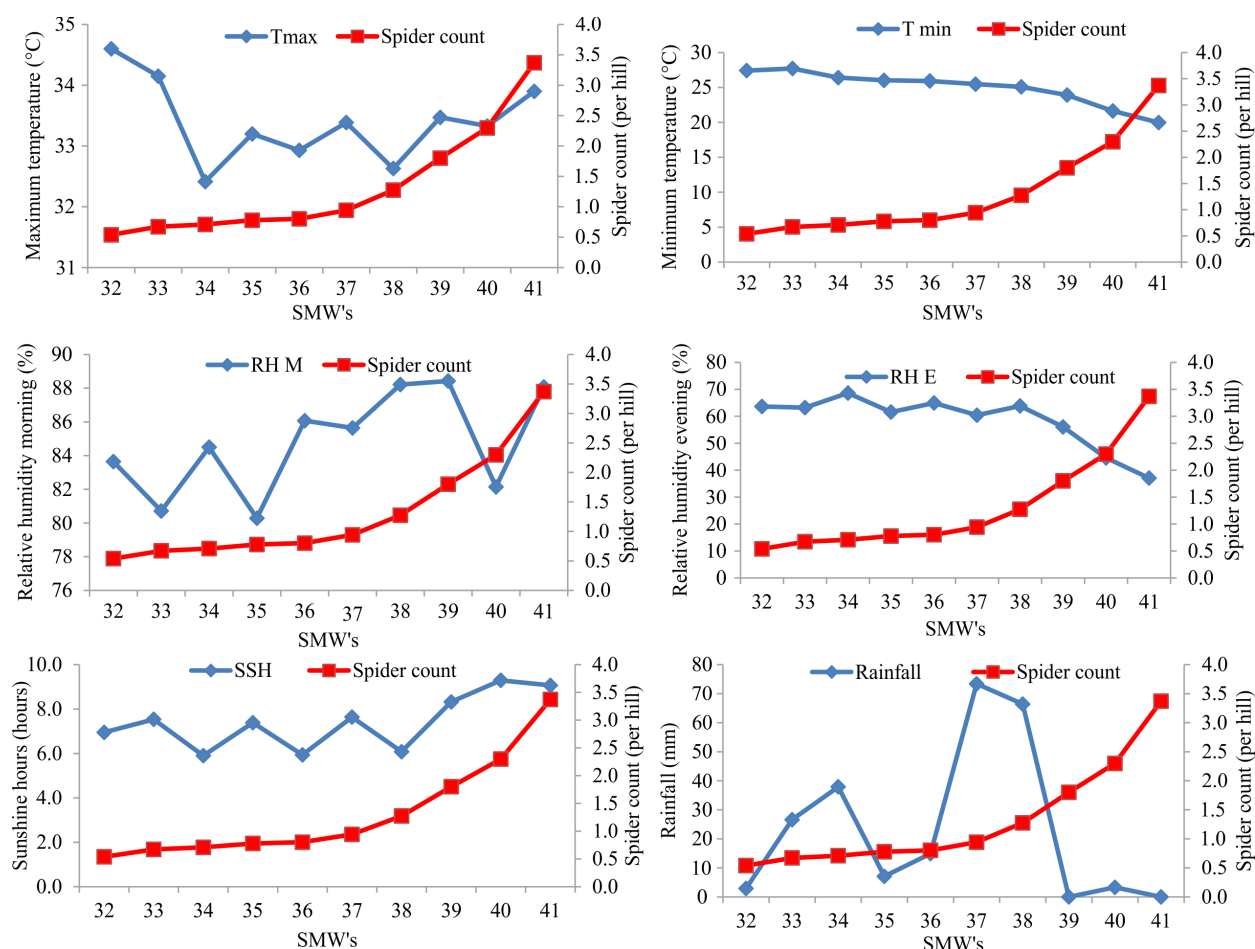 Tmax
Spider count
Maximum temperature (°C)
35
34
33
32
31
4.0
3.5
3.0
2.5
2.0
1.5
1.0
0.5
0.0
Spider count (per hill)
32 33 34 35 36 37 38 39 40 41
SMW's
T min
Spider count
Minimum temperature (°C)
30
25
20
15
10
5
0
4.0
3.5
3.0
2.5
2.0
1.5
1.0
0.5
0.0
Spider count (per hill)
32 33 34 35 36 37 38 39 40 41
SMW's
RH M
Spider count
Relative humidity morning (%)
90
88
86
84
82
80
78
76
4.0
3.5
3.0
2.5
2.0
1.5
1.0
0.5
0.0
Spider count (per hill)
32 33 34 35 36 37 38 39 40 41
SMW's
RH E
Spider count
Relative humidity evening (%)
80
70
60
50
40
30
20
10
0
4.0
3.5
3.0
2.5
2.0
1.5
1.0
0.5
0.0
Spider count (per hill)
32 33 34 35 36 37 38 39 40 41
SMW's
SSH
Spider count
Sunshine hours (hours)
10.0
8.0
6.0
4.0
2.0
0.0
4.0
3.5
3.0
2.5
2.0
1.5
1.0
0.5
0.0
Spider count (per hill)
32 33 34 35 36 37 38 39 40 41
SMW's
Rainfall
Spider count
Rainfall (mm)
80
70
60
50
40
30
20
10
0
4.0
3.5
3.0
2.5
2.0
1.5
1.0
0.5
0.0
Spider count (per hill)
32 33 34 35 36 37 38 39 40 41
SMW's